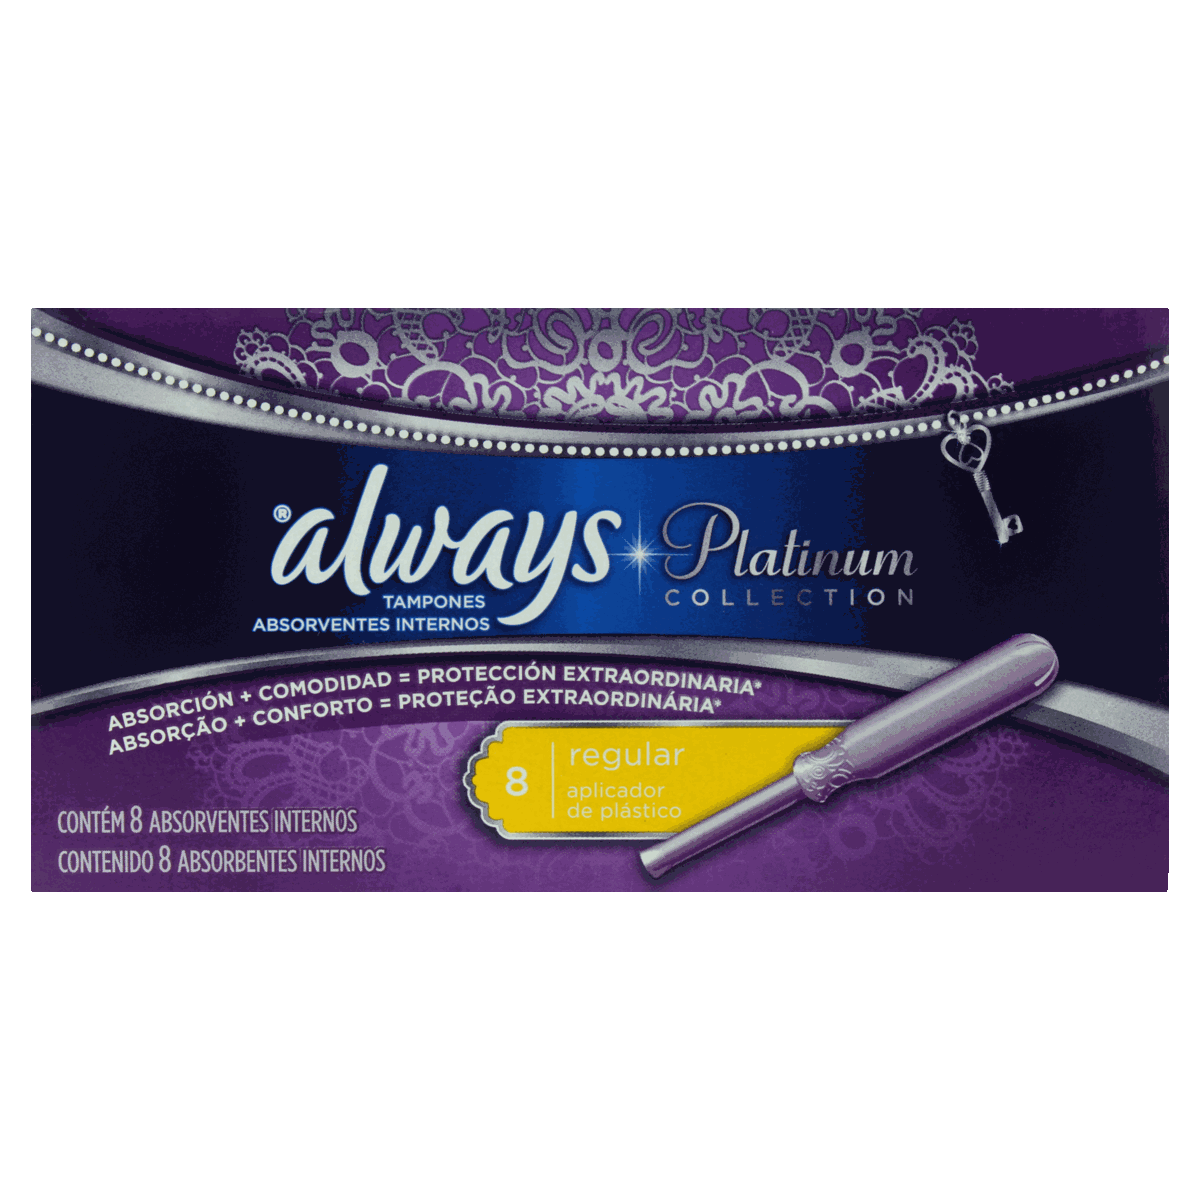 ®always
TAMPONES
ABSORVENTES INTERNOS
Platinum
COLLECTION
ABSORCIÓN + COMODIDAD = PROTECCIÓN EXTRAORDINARIA*
ABSORÇÃO + CONFORTO = PROTEÇÃO EXTRAORDINÁRIA*
8
regular
aplicador
de plástico
CONTÉM 8 ABSORVENTES INTERNOS
CONTENIDO 8 ABSORBENTES INTERNOS